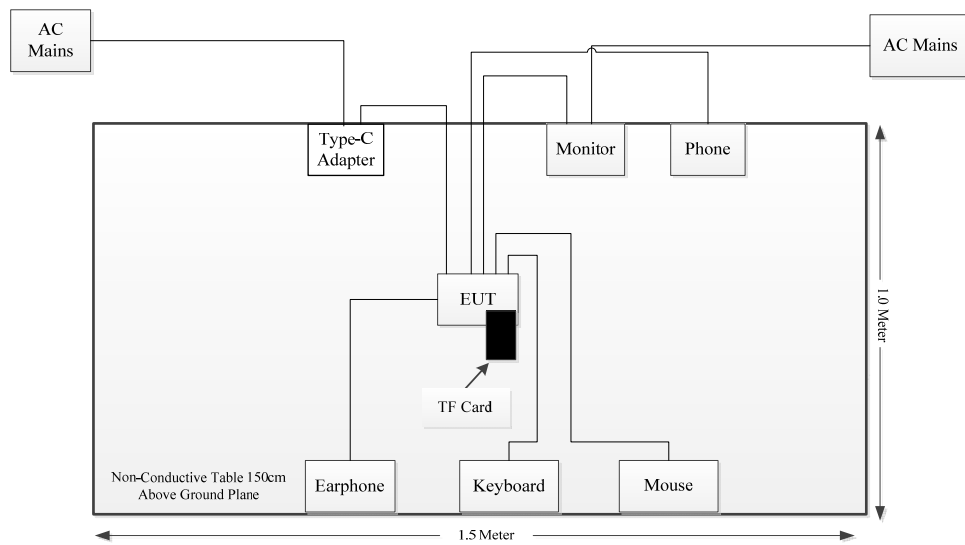 AC
Mains
AC Mains
Type-C
Adapter
Monitor
Phone
EUT
TF Card
1.0 Meter
Non-Conductive Table 150cm
Above Ground Plane
Earphone
Keyboard
Mouse
1.5 Meter